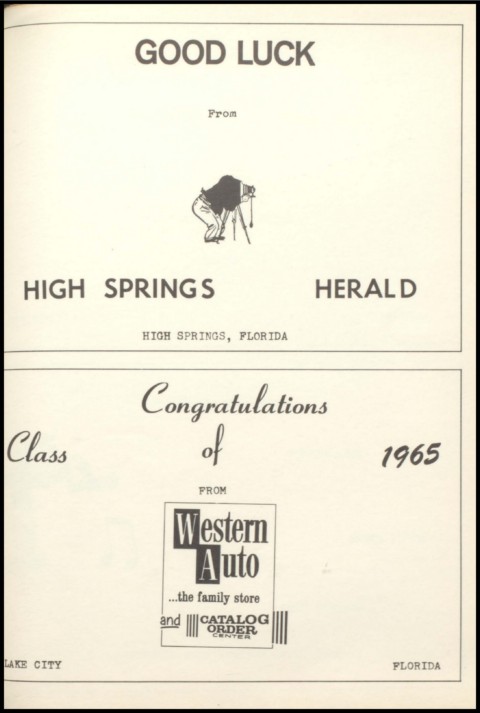 GOOD LUCK
From
HIGH SPRINGS HERALD
HIGH SPRINGS, FLORIDA
Congratulations
Class of 1965
FROM
Western
Auto
...the family store
and CATALOG
ORDER
CENTER
LAKE CITY FLORIDA